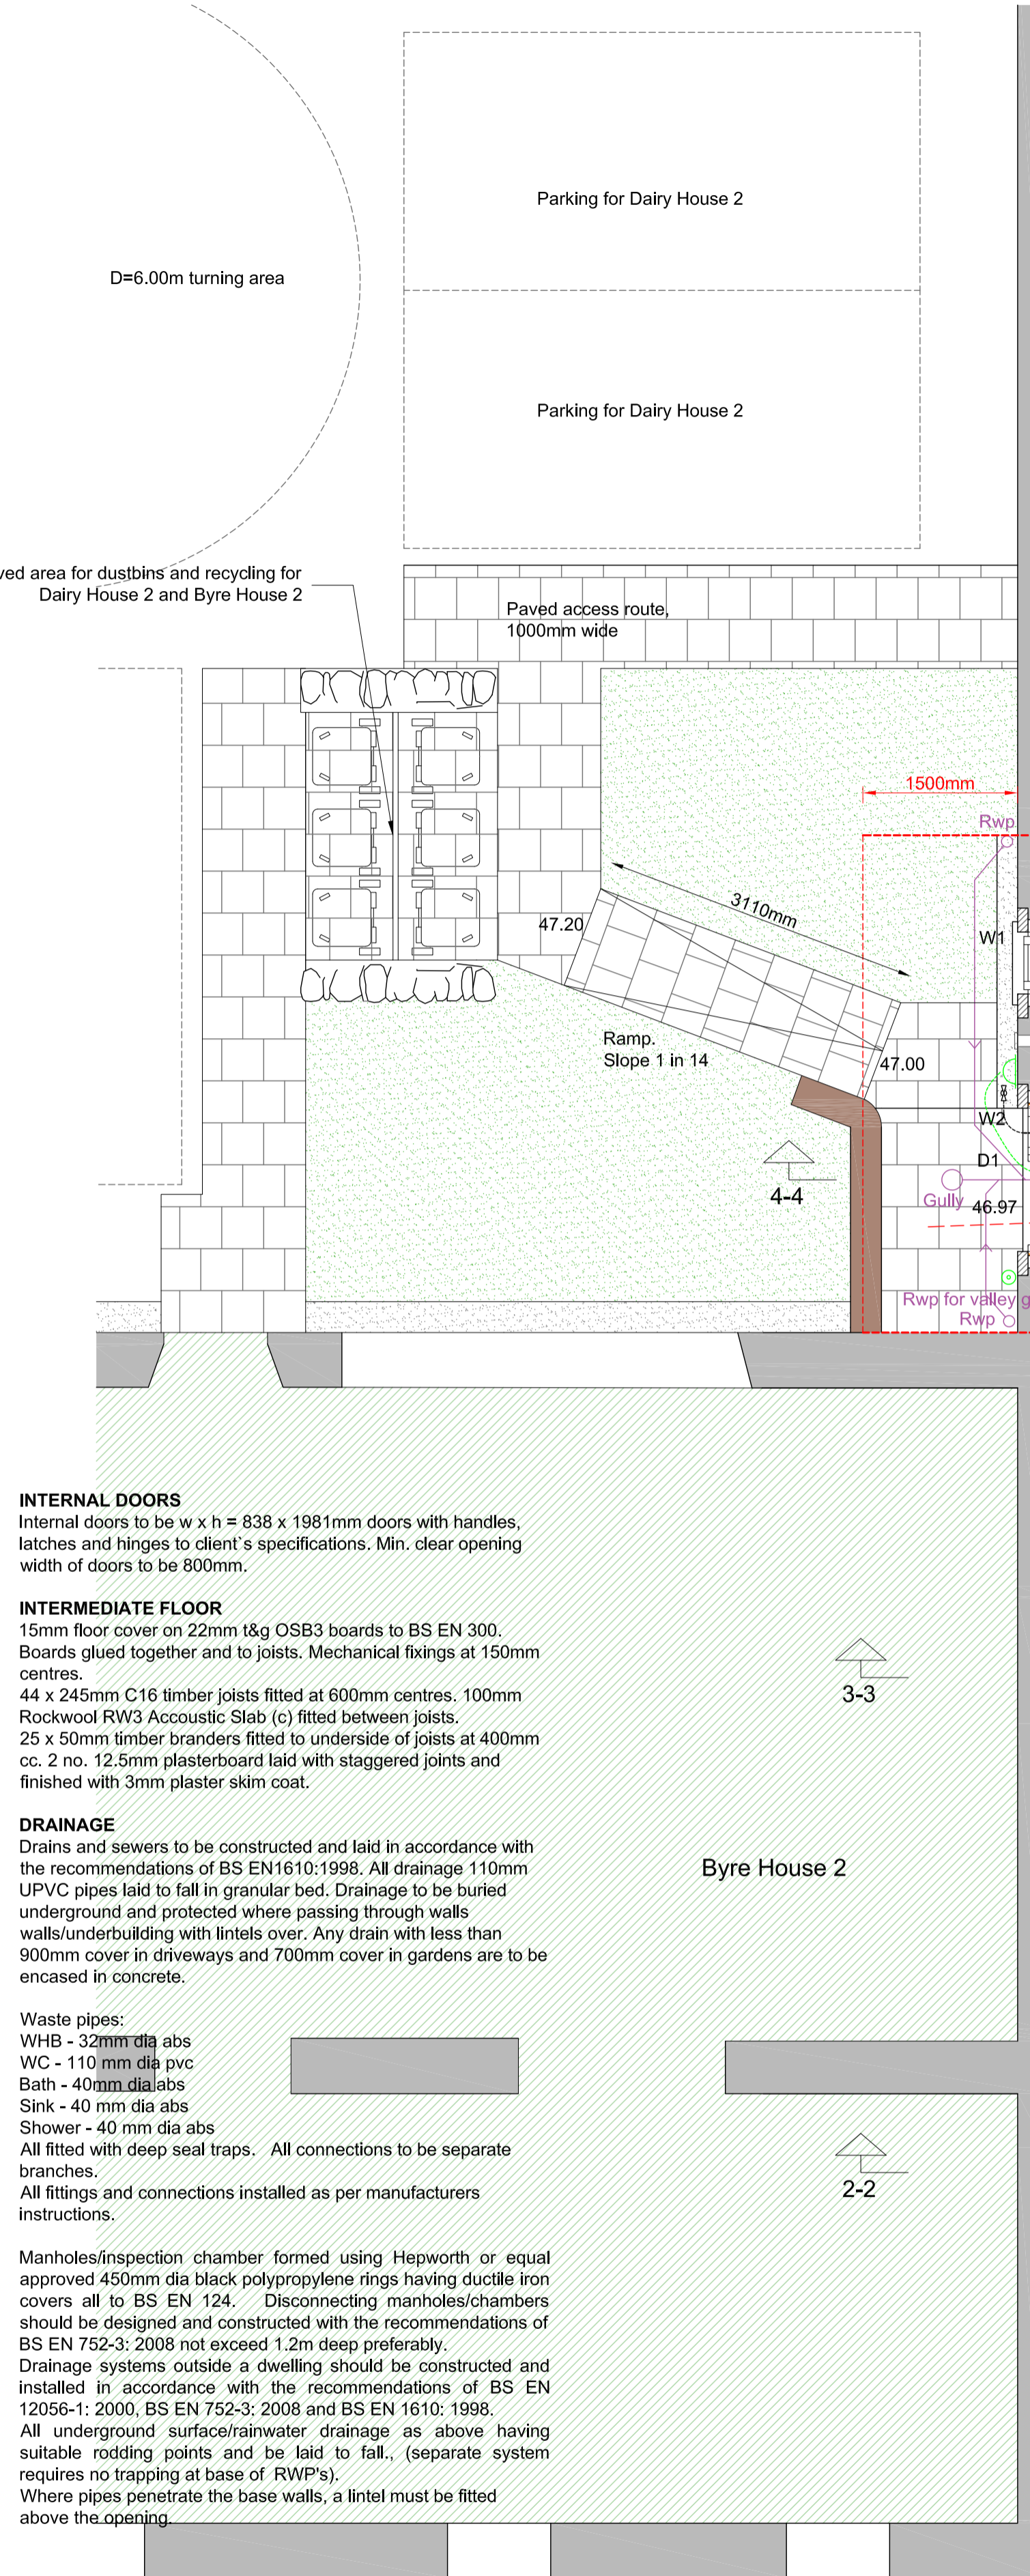 Parking for Dairy House 2
D=6.00m turning area
Parking for Dairy House 2
area for dustbins and recycling for
Dairy House 2 and Byre House 2
Paved access route,
1000mm wide
1500mm
Rwp
3110mm
47.20
W1
Ramp.
Slope 1 in 14
47.00
W2
D1
4-4
Gully
46.97
Rwp for valley
Rwp
INTERNAL DOORS
Internal doors to be w x h = 838 x 1981mm doors with handles,
latches and hinges to client`s specifications. Min. clear opening
width of doors to be 800mm.
INTERMEDIATE FLOOR
15mm floor cover on 22mm t&g OSB3 boards to BS EN 300.
Boards glued together and to joists. Mechanical fixings at 150mm
centres.
44 x 245mm C16 timber joists fitted at 600mm centres. 100mm
Rockwool RW3 Accoustic Slab (c) fitted between joists.
25 x 50mm timber branders fitted to underside of joists at 400mm
cc. 2 no. 12.5mm plasterboard laid with staggered joints and
finished with 3mm plaster skim coat.
3-3
DRAINAGE
Drains and sewers to be constructed and laid in accordance with
the recommendations of BS EN1610:1998. All drainage 110mm
UPVC pipes laid to fall in granular bed. Drainage to be buried
underground and protected where passing through walls
walls/underbuilding with lintels over. Any drain with less than
900mm cover in driveways and 700mm cover in gardens are to be
encased in concrete.
Byre House 2
Waste pipes:
WHB - 32mm dia abs
WC - 110 mm dia pvc
Bath - 40mm dia abs
Sink - 40 mm dia abs
Shower - 40 mm dia abs
All fitted with deep seal traps. All connections to be separate
branches.
All fittings and connections installed as per manufacturers
instructions.
2-2
Manholes/inspection chamber formed using Hepworth or equal
approved 450mm dia black polypropylene rings having ductile iron
covers all to BS EN 124. Disconnecting manholes/chambers
should be designed and constructed with the recommendations of
BS EN 752-3: 2008 not exceed 1.2m deep preferably.
Drainage systems outside a dwelling should be constructed and
installed in accordance with the recommendations of BS EN
12056-1: 2000, BS EN 752-3: 2008 and BS EN 1610: 1998.
All underground surface/rainwater drainage as above having
suitable rodding points and be laid to fall., (separate system
requires no trapping at base of RWP's).
Where pipes penetrate the base walls, a lintel must be fitted
above the opening.